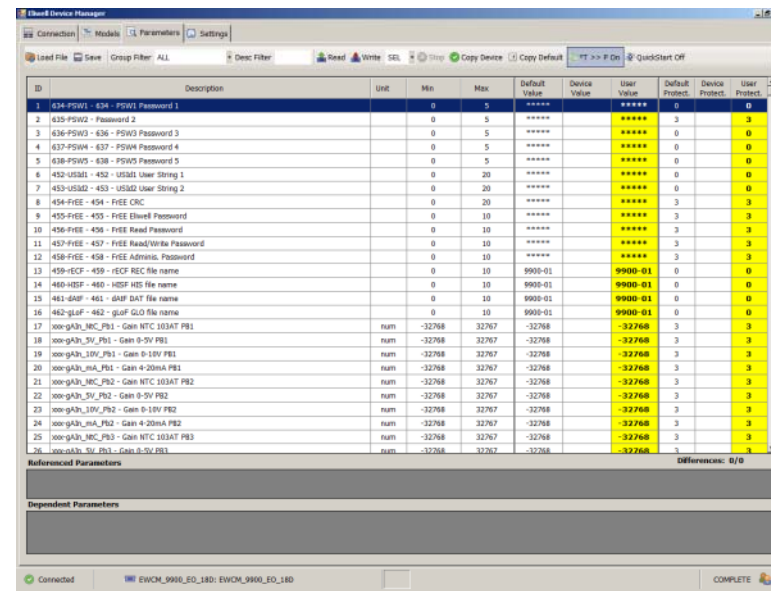 Eliwell Device Manager
Connection Models Parameters Settings
Load File Save Group Filter ALL Desc Filter Read Write SEL Stop Copy Device Copy Default *T >> P On QuickStart Off
ID Description Unit Min Max Default Value Device Value User Value Default Protect. Device Protect. User Protect.
1 634-PSW1 - 634 - PSW1 Password 1 0 5 ***** ***** 0 0
2 635-PSW2 - Password 2 0 5 ***** ***** 3 3
3 636-PSW3 - 636 - PSW3 Password 3 0 5 ***** ***** 0 0
4 637-PSW4 - 637 - PSW4 Password 4 0 5 ***** ***** 0 0
5 638-PSW5 - 638 - PSW5 Password 5 0 5 ***** ***** 0 0
6 452-USId1 - 452 - USId1 User String 1 0 20 ***** ***** 0 0
7 453-USId2 - 453 - USId2 User String 2 0 20 ***** ***** 0 0
8 454-FrEE - 454 - FrEE CRC 0 20 ***** ***** 3 3
9 455-FrEE - 455 - FrEE Eliwell Password 0 10 ***** ***** 3 3
10 456-FrEE - 456 - FrEE Read Password 0 10 ***** ***** 3 3
11 457-FrEE - 457 - FrEE Read/Write Password 0 10 ***** ***** 3 3
12 458-FrEE - 458 - FrEE Adminis. Password 0 10 ***** ***** 3 3
13 459-rECF - 459 - rECF REC file name 0 10 9900-01 9900-01 0 0
14 460-HISF - 460 - HISF HIS file name 0 10 9900-01 9900-01 0 0
15 461-dAtF - 461 - dAtF DAT file name 0 10 9900-01 9900-01 0 0
16 462-gLoF - 462 - gLoF GLO file name 0 10 9900-01 9900-01 0 0
17 xxx-gAIn_NtC_Pb1 - Gain NTC 103AT PB1 num -32768 32767 -32768 -32768 3 3
18 xxx-gAIn_5V_Pb1 - Gain 0-5V PB1 num -32768 32767 -32768 -32768 3 3
19 xxx-gAIn_10V_Pb1 - Gain 0-10V PB1 num -32768 32767 -32768 -32768 3 3
20 xxx-gAIn_mA_Pb1 - Gain 4-20mA PB1 num -32768 32767 -32768 -32768 3 3
21 xxx-gAIn_NtC_Pb2 - Gain NTC 103AT PB2 num -32768 32767 -32768 -32768 3 3
22 xxx-gAIn_5V_Pb2 - Gain 0-5V PB2 num -32768 32767 -32768 -32768 3 3
23 xxx-gAIn_10V_Pb2 - Gain 0-10V PB2 num -32768 32767 -32768 -32768 3 3
24 xxx-gAIn_mA_Pb2 - Gain 4-20mA PB2 num -32768 32767 -32768 -32768 3 3
25 xxx-gAIn_NtC_Pb3 - Gain NTC 103AT PB3 num -32768 32767 -32768 -32768 3 3
26 xxx-gAIn_5V_Pb3 - Gain 0-5V PB3 num -32768 32767 -32768 -32768 3 3
Referenced Parameters Differences: 0/0
Dependent Parameters
Connected EWCM_9900_EO_18D: EWCM_9900_EO_18D COMPLETE